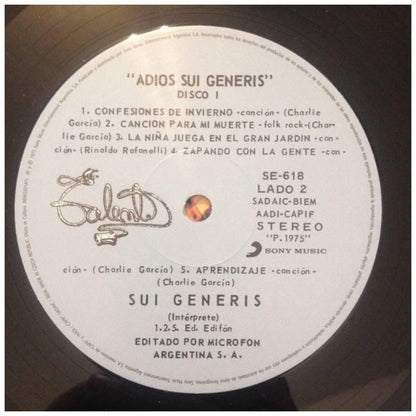 "ADIOS SUI GENERIS"
DISCO I
1. CONFESIONES DE INVIERNO -canción- (Charlie
García) 2. CANCIÓN PARA MI MUERTE -folk rock-(Char-
lie García) 3. LA NIÑA JUEGA EN EL GRAN JARDIN -can-
ción- (Rinaldo Rafanelli) 4. ZAPANDO CON LA GENTE -can-
Talent
SE-618
LADO 2
SADAIC-BIEM
AADI-CAPIF
STEREO
"P. 1975"
SONY MUSIC
ción- (Charlie García) 5. APRENDIZAJE -canción-
(Charlie García)
SUI GENERIS
(Intérprete)
1.2.5. Ed. Edifón
EDITADO POR MICROFON
ARGENTINA S. A.